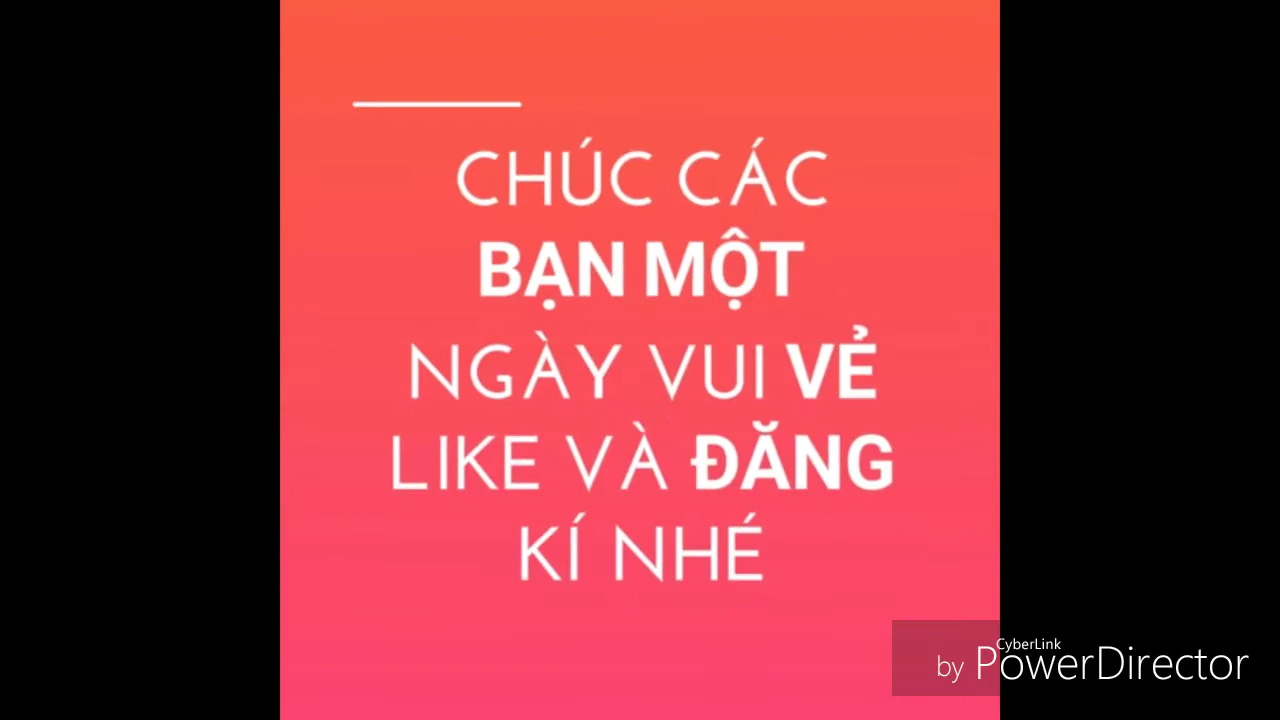 CHÚC CÁC
BẠN MỘT
NGÀY VUI VẺ
LIKE VÀ ĐĂNG
KÍ NHÉ
CyberLink
by PowerDirector